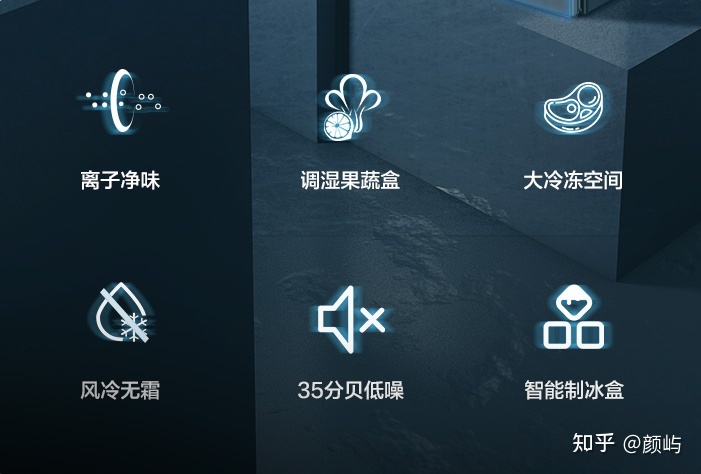 离子净味
调湿果蔬盒
大冷冻空间
风冷无霜
35分贝低噪
智能制冰盒
知乎 @颜屿